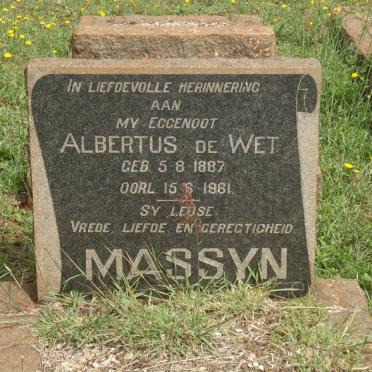 IN LIEFDEVOLLE HERINNERING
AAN
MY EGGENOOT
ALBERTUS DE WET
GEB 5·8·1887
OORL 15·6·1961.
SY LEUSE
VREDE, LIEFDE EN GEREGTIGHEID.
MASSYN